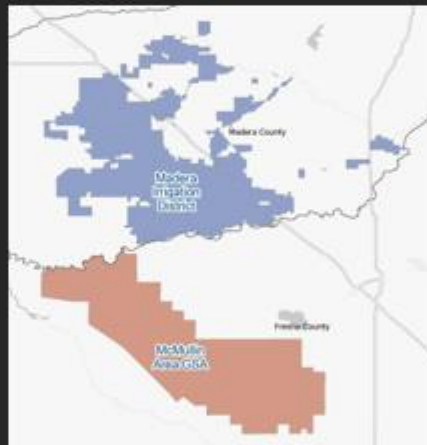 Madera County
Madera
Irrigation
District
Fresno County
McMullin
Area GSA